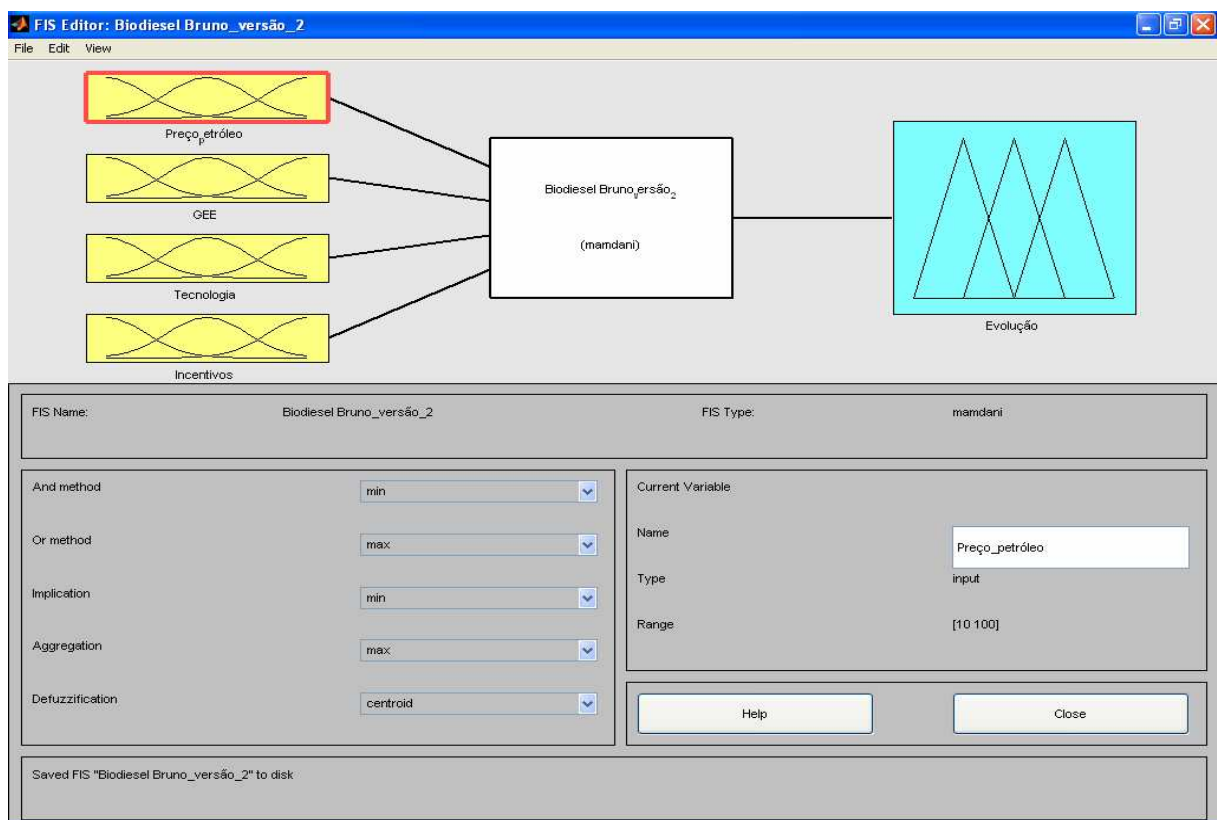 FIS Editor: Biodiesel Bruno_versão_2
File Edit View
Preço_petróleo
GEE
Tecnologia
Incentivos
Biodiesel Bruno_versão_2
(mamdani)
Evolução
FIS Name: Biodiesel Bruno_versão_2 FIS Type: mamdani
And method min
Or method max
Implication min
Aggregation max
Defuzzification centroid
Current Variable
Name Preço_petróleo
Type input
Range [10 100]
Help Close
Saved FIS "Biodiesel Bruno_versão_2" to disk